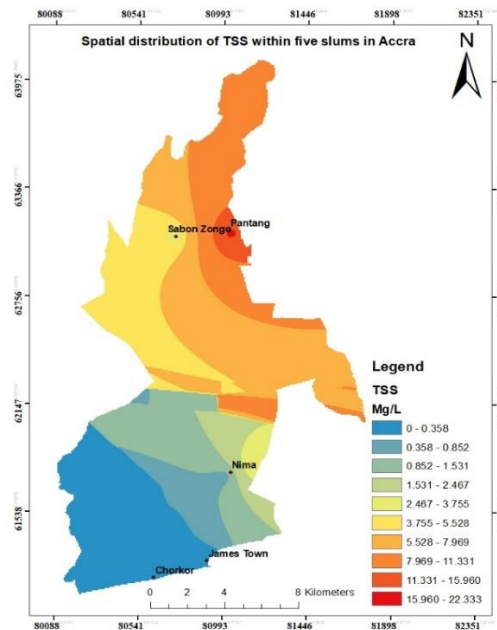 80088 80541 80993 81446 81898 82351
Spatial distribution of TSS within five slums in Accra
N
63975
63366
62756
62147
61538
Pantang
Sabon Zongo
Nima
James Town
Chorkor
Legend
TSS
Mg/L
0 - 0.358
0.358 - 0.852
0.852 - 1.531
1.531 - 2.467
2.467 - 3.755
3.755 - 5.528
5.528 - 7.969
7.969 - 11.331
11.331 - 15.960
15.960 - 22.333
0 2 4 8 Kilometers
80088 80541 80993 81446 81898 82351